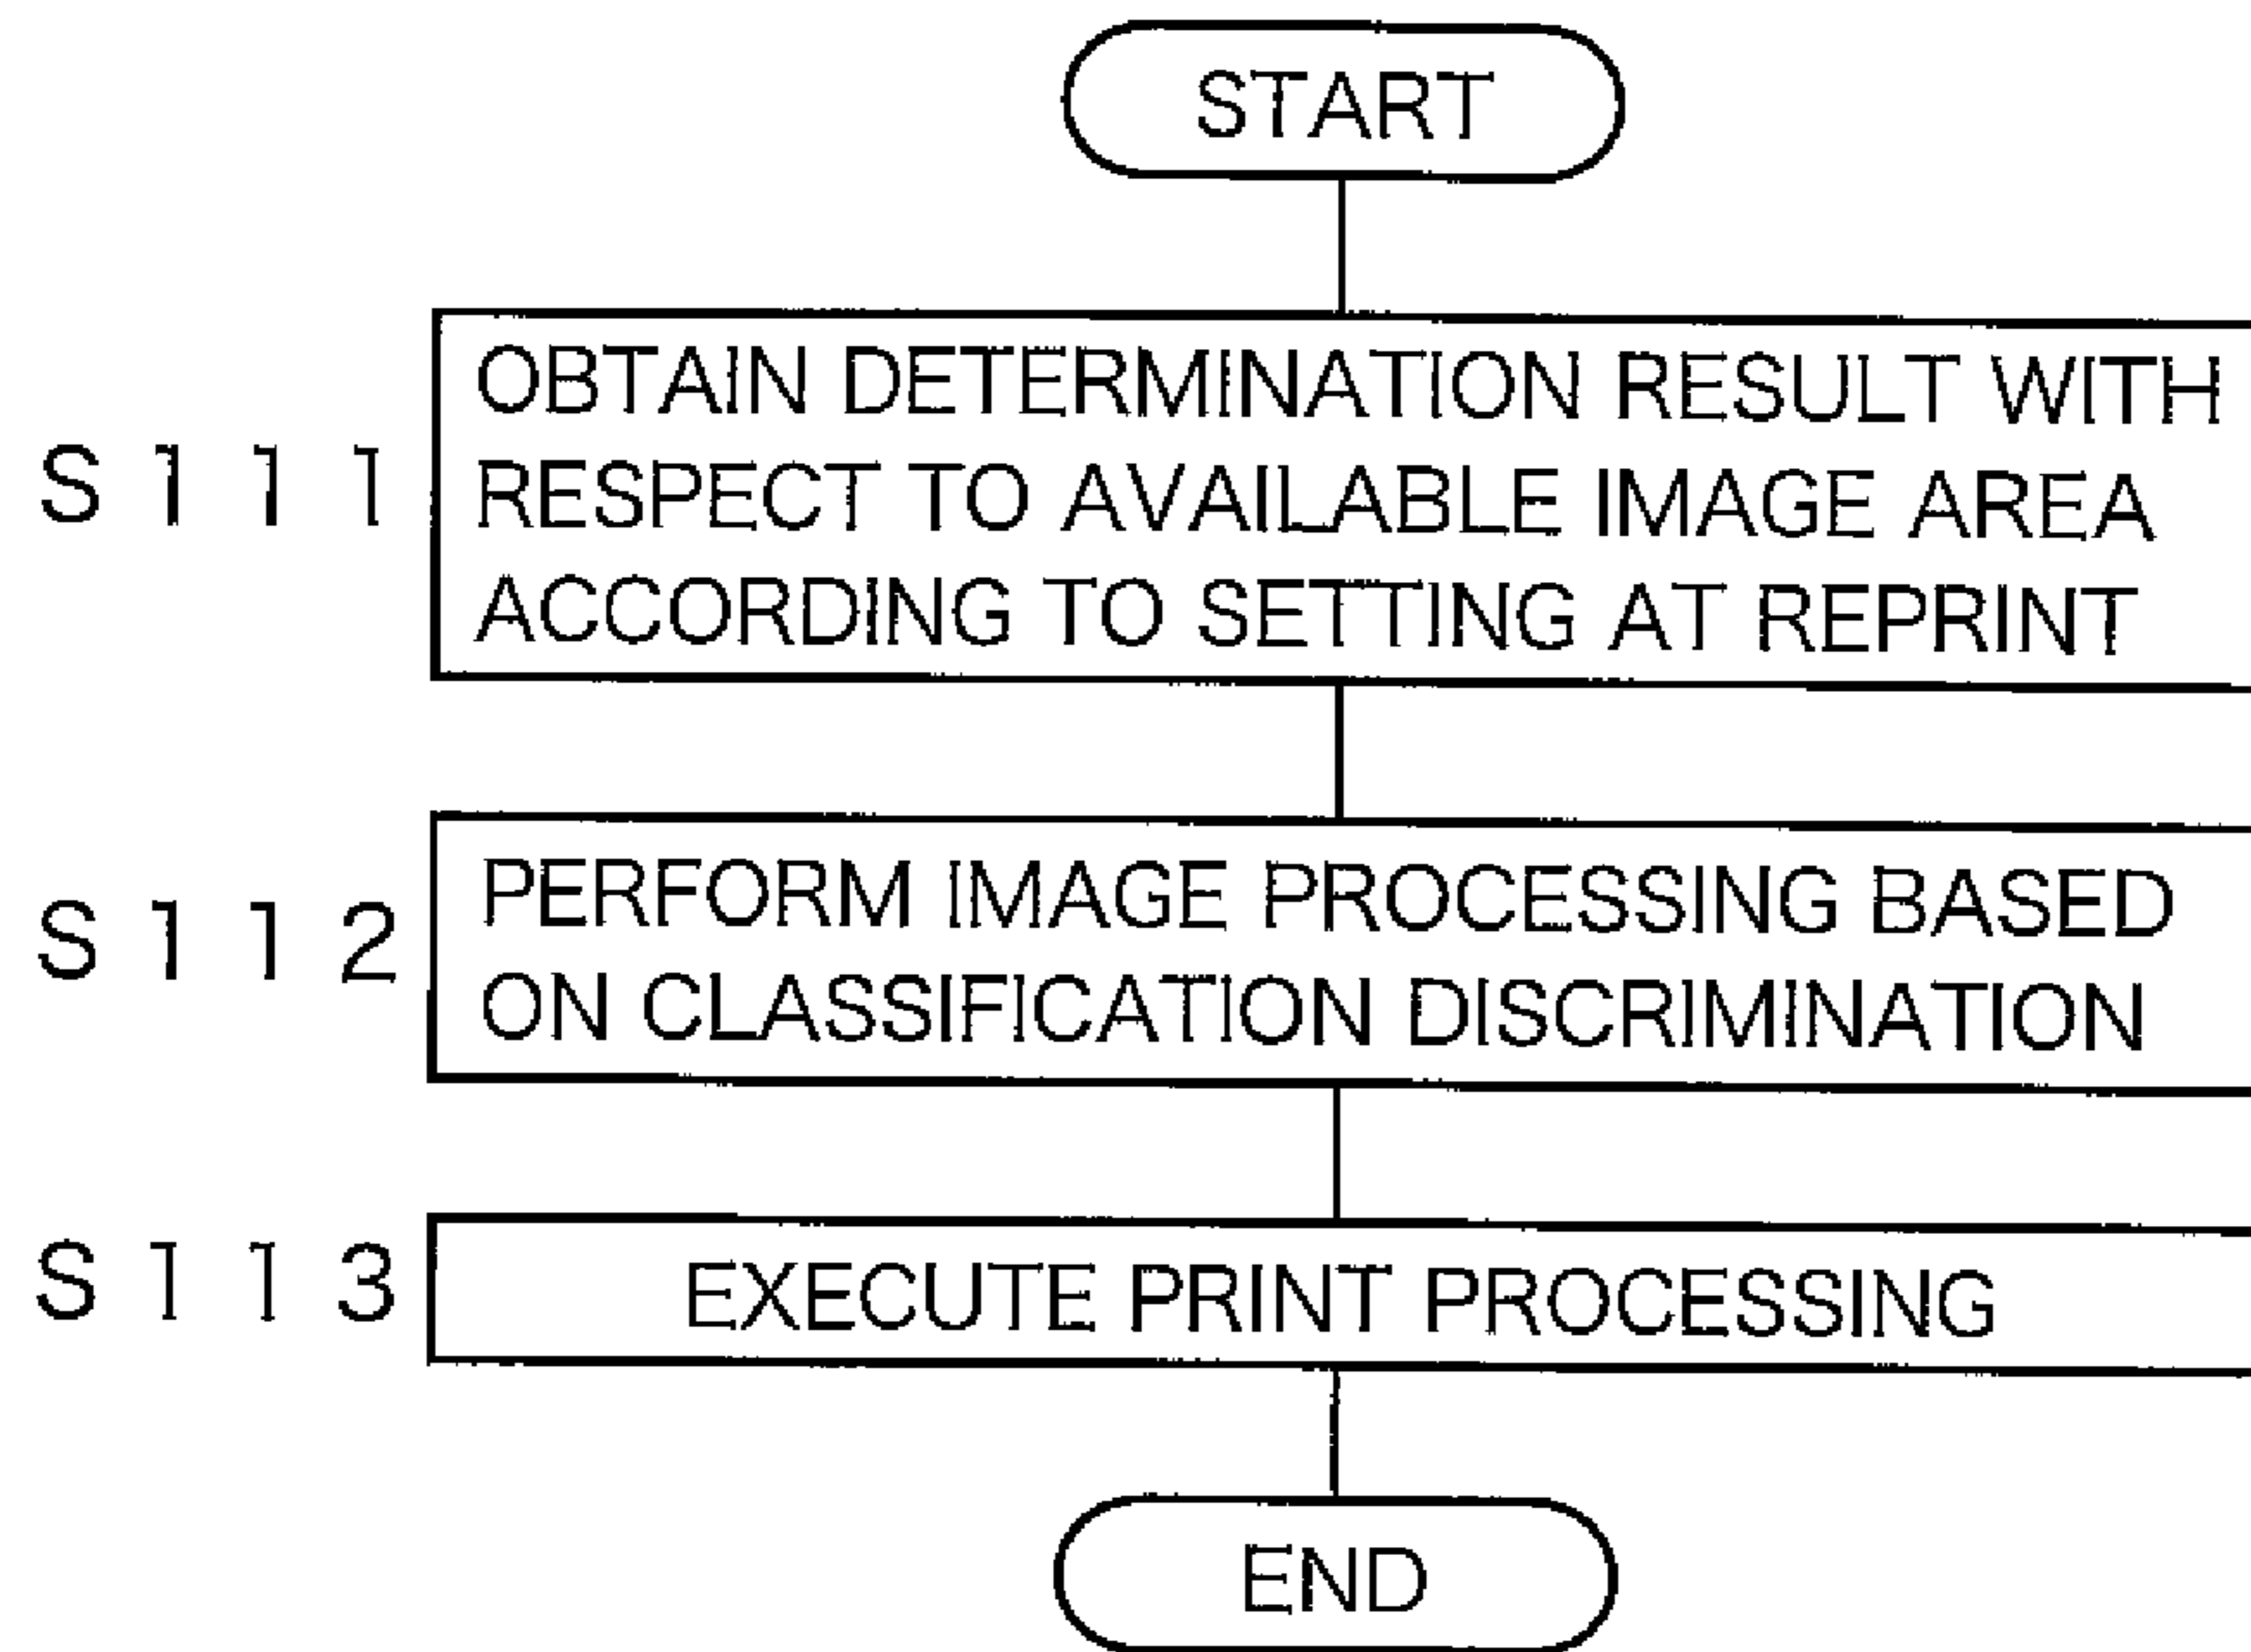 START
S111
OBTAIN DETERMINATION RESULT WITH
RESPECT TO AVAILABLE IMAGE AREA
ACCORDING TO SETTING AT REPRINT
S112
PERFORM IMAGE PROCESSING BASED
ON CLASSIFICATION DISCRIMINATION
S113
EXECUTE PRINT PROCESSING
END